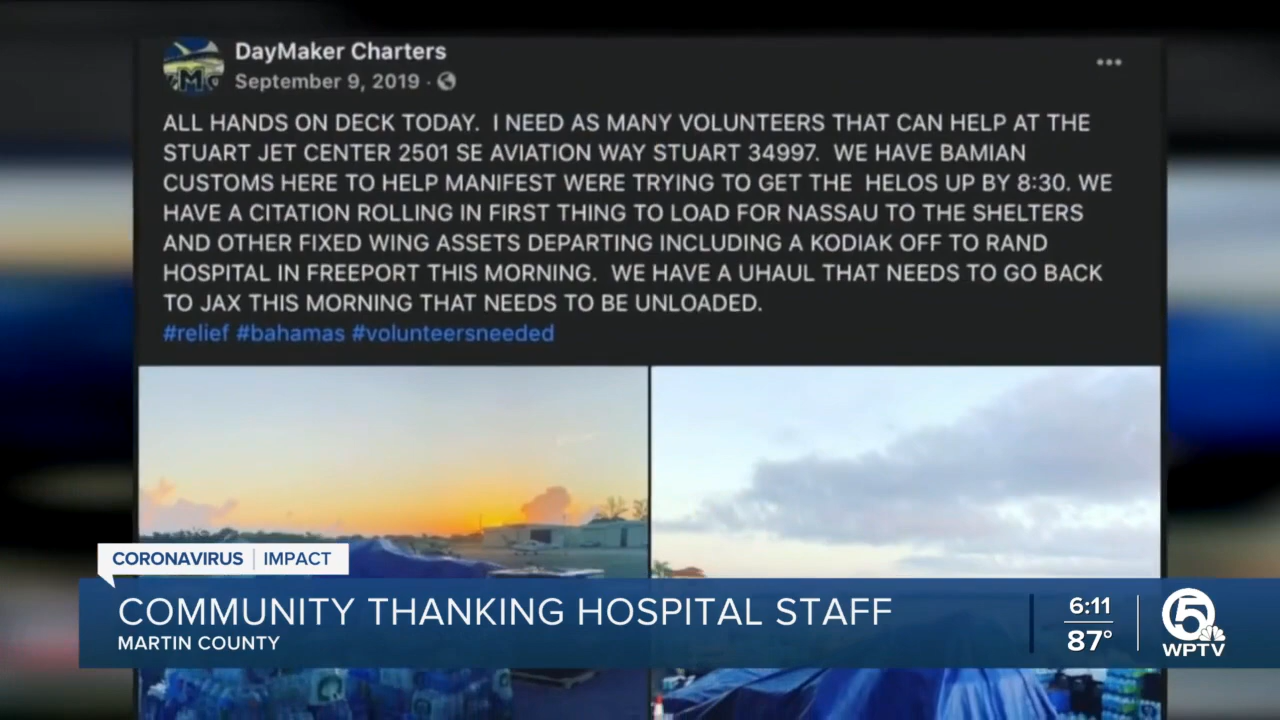 DayMaker Charters
September 9, 2019 ·
ALL HANDS ON DECK TODAY. I NEED AS MANY VOLUNTEERS THAT CAN HELP AT THE
STUART JET CENTER 2501 SE AVIATION WAY STUART 34997. WE HAVE BAMIAN
CUSTOMS HERE TO HELP MANIFEST WERE TRYING TO GET THE HELOS UP BY 8:30. WE
HAVE A CITATION ROLLING IN FIRST THING TO LOAD FOR NASSAU TO THE SHELTERS
AND OTHER FIXED WING ASSETS DEPARTING INCLUDING A KODIAK OFF TO RAND
HOSPITAL IN FREEPORT THIS MORNING. WE HAVE A UHAUL THAT NEEDS TO GO BACK
TO JAX THIS MORNING THAT NEEDS TO BE UNLOADED.
#relief #bahamas #volunteersneeded
CORONAVIRUS IMPACT
COMMUNITY THANKING HOSPITAL STAFF
MARTIN COUNTY
6:11
87°
5
WPTV